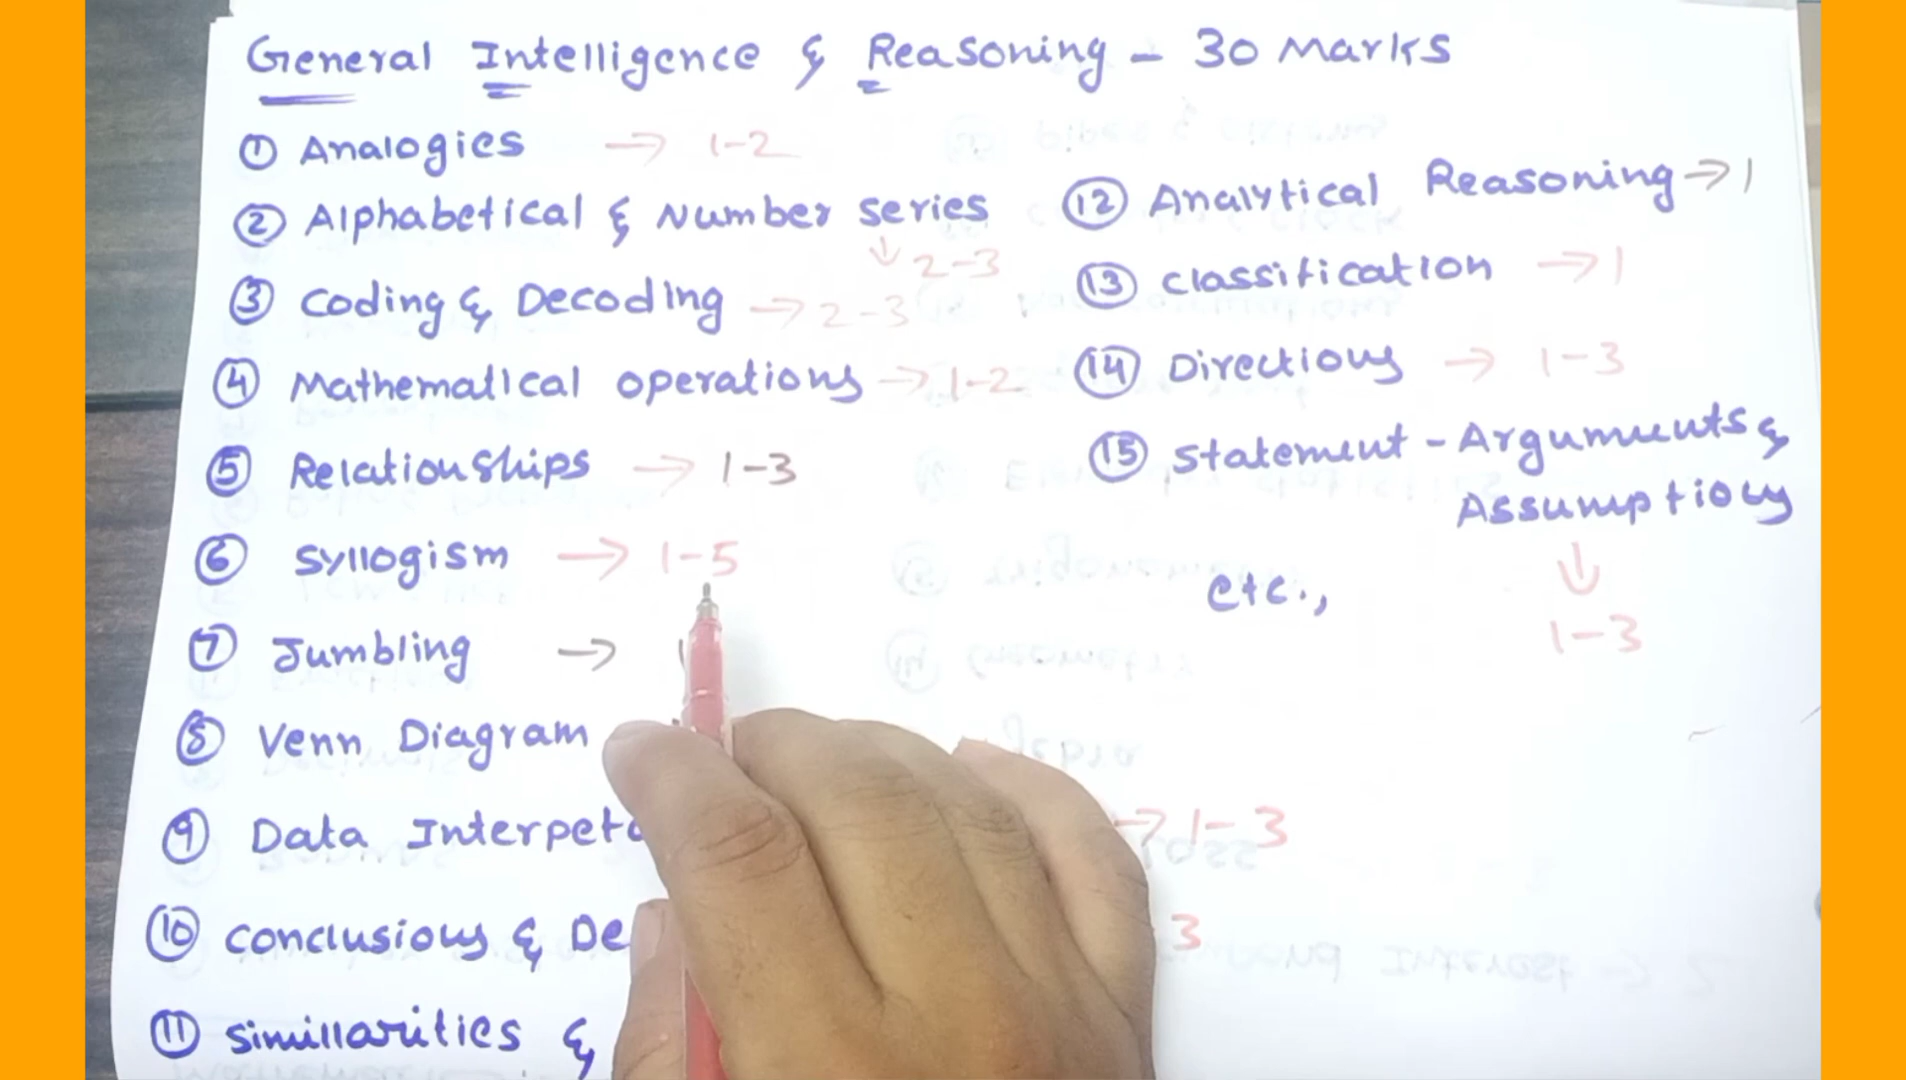 General Intelligence & Reasoning - 30 Marks
① Analogies → 1-2
② Alphabetical & Number series
↓ 2-3
③ Coding & Decoding → 2-3
④ Mathematical operations → 1-2
⑤ Relationships → 1-3
⑥ Syllogism → 1-5
⑦ Jumbling → 1
⑧ Venn Diagram
⑨ Data → 1-3
⑩ Conclusions & 3
⑪ Simillarities &
⑫ Analytical Reasoning → 1
⑬ Classification → 1
⑭ Directions → 1-3
⑮ Statement - Arguments &
Assumptions
↓
1-3
etc.,